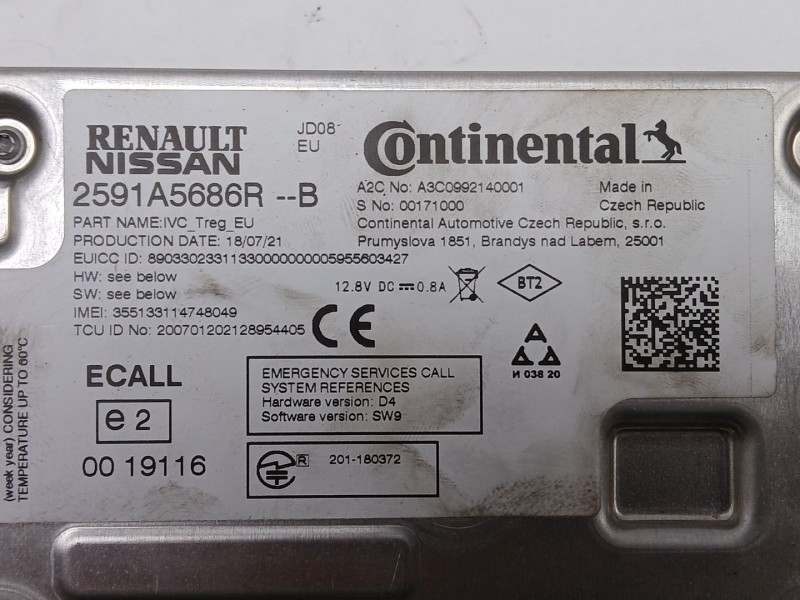 RENAULT
NISSAN
JD08
EU
Continental
2591A5686R --B
A2C No: A3C0992140001
Made in
S No: 00171000
Czech Republic
PART NAME:IVC_Treg_EU
Continental Automotive Czech Republic, s.r.o.
PRODUCTION DATE: 18/07/21
Prumyslova 1851, Brandys nad Labem, 25001
EUICC ID: 89033023311330000000005955603427
HW: see below
SW: see below
12.8V DC 0.8A
BT2
IMEI: 355133114748049
TCU ID No: 200701202128954405
CE
И 038 20
ECALL
e2
00 19116
EMERGENCY SERVICES CALL
SYSTEM REFERENCES
Hardware version: D4
Software version: SW9
R 201-180372
(week year) CONSIDERING
TEMPERATURE UP TO 60°C